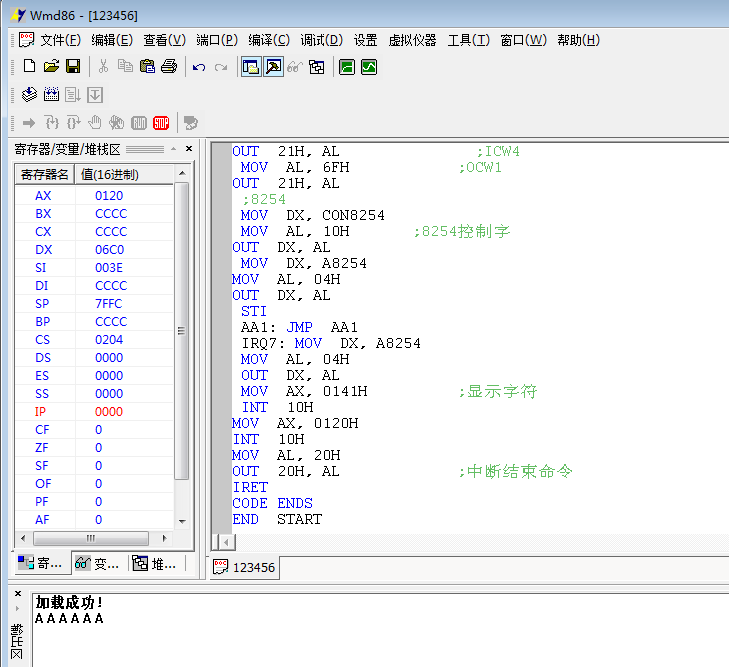 Wmd86 - [123456]
文件(F) 编辑(E) 查看(V) 端口(P) 编译(C) 调试(D) 设置 虚拟仪器 工具(T) 窗口(W) 帮助(H)
RUN STOP
寄存器/变量/堆栈区
寄存器名 值(16进制)
AX 0120
BX CCCC
CX CCCC
DX 06C0
SI 003E
DI CCCC
SP 7FFC
BP CCCC
CS 0204
DS 0000
ES 0000
SS 0000
IP 0000
CF 0
ZF 0
SF 0
OF 0
PF 0
AF 0
寄... 变... 堆...
OUT 21H, AL ;ICW4
MOV AL, 6FH ;OCW1
OUT 21H, AL
;8254
MOV DX, CON8254
MOV AL, 10H ;8254控制字
OUT DX, AL
MOV DX, A8254
MOV AL, 04H
OUT DX, AL
STI
AA1: JMP AA1
IRQ7: MOV DX, A8254
MOV AL, 04H
OUT DX, AL
MOV AX, 0141H ;显示字符
INT 10H
MOV AX, 0120H
INT 10H
MOV AL, 20H
OUT 20H, AL ;中断结束命令
IRET
CODE ENDS
END START
123456
输出区
加载成功!
A A A A A A